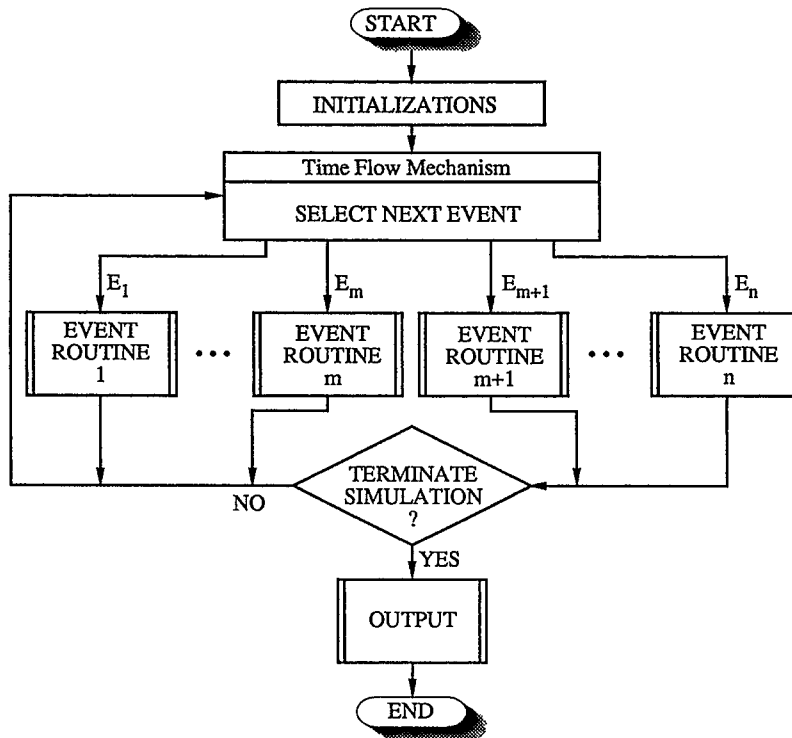 START
INITIALIZATIONS
Time Flow Mechanism
SELECT NEXT EVENT
E1
Em
Em+1
En
EVENT
ROUTINE
1
EVENT
ROUTINE
m
EVENT
ROUTINE
m+1
EVENT
ROUTINE
n
TERMINATE
SIMULATION
?
NO
YES
OUTPUT
END